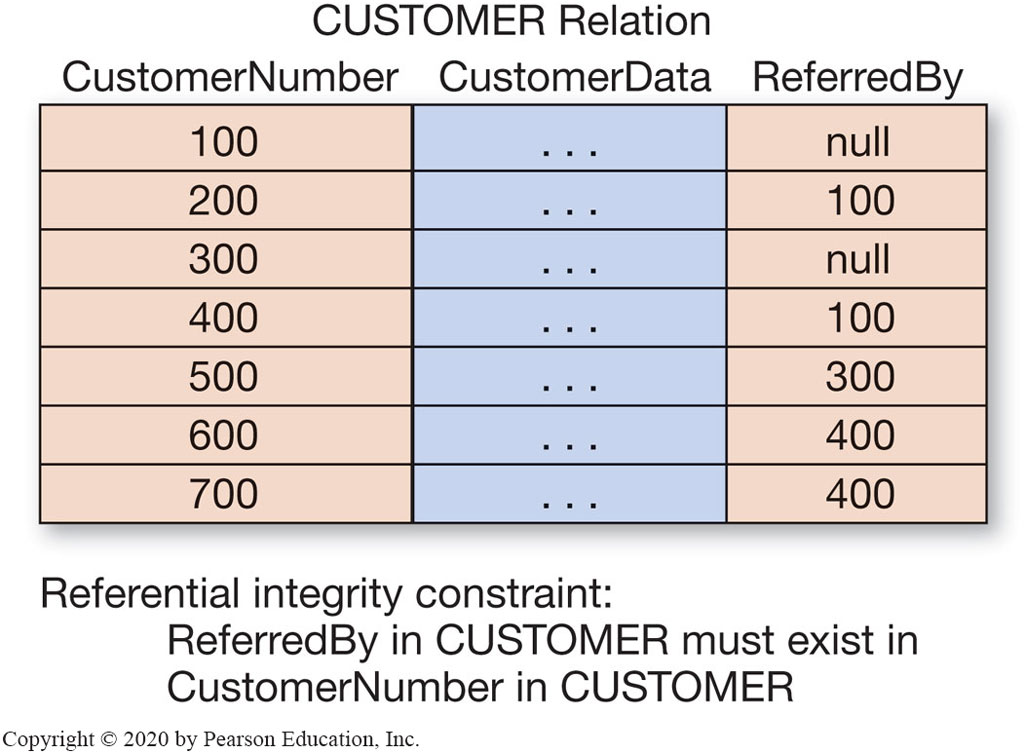 CUSTOMER Relation
CustomerNumber CustomerData ReferredBy
100 . . . null
200 . . . 100
300 . . . null
400 . . . 100
500 . . . 300
600 . . . 400
700 . . . 400
Referential integrity constraint:
ReferredBy in CUSTOMER must exist in
CustomerNumber in CUSTOMER
Copyright © 2020 by Pearson Education, Inc.